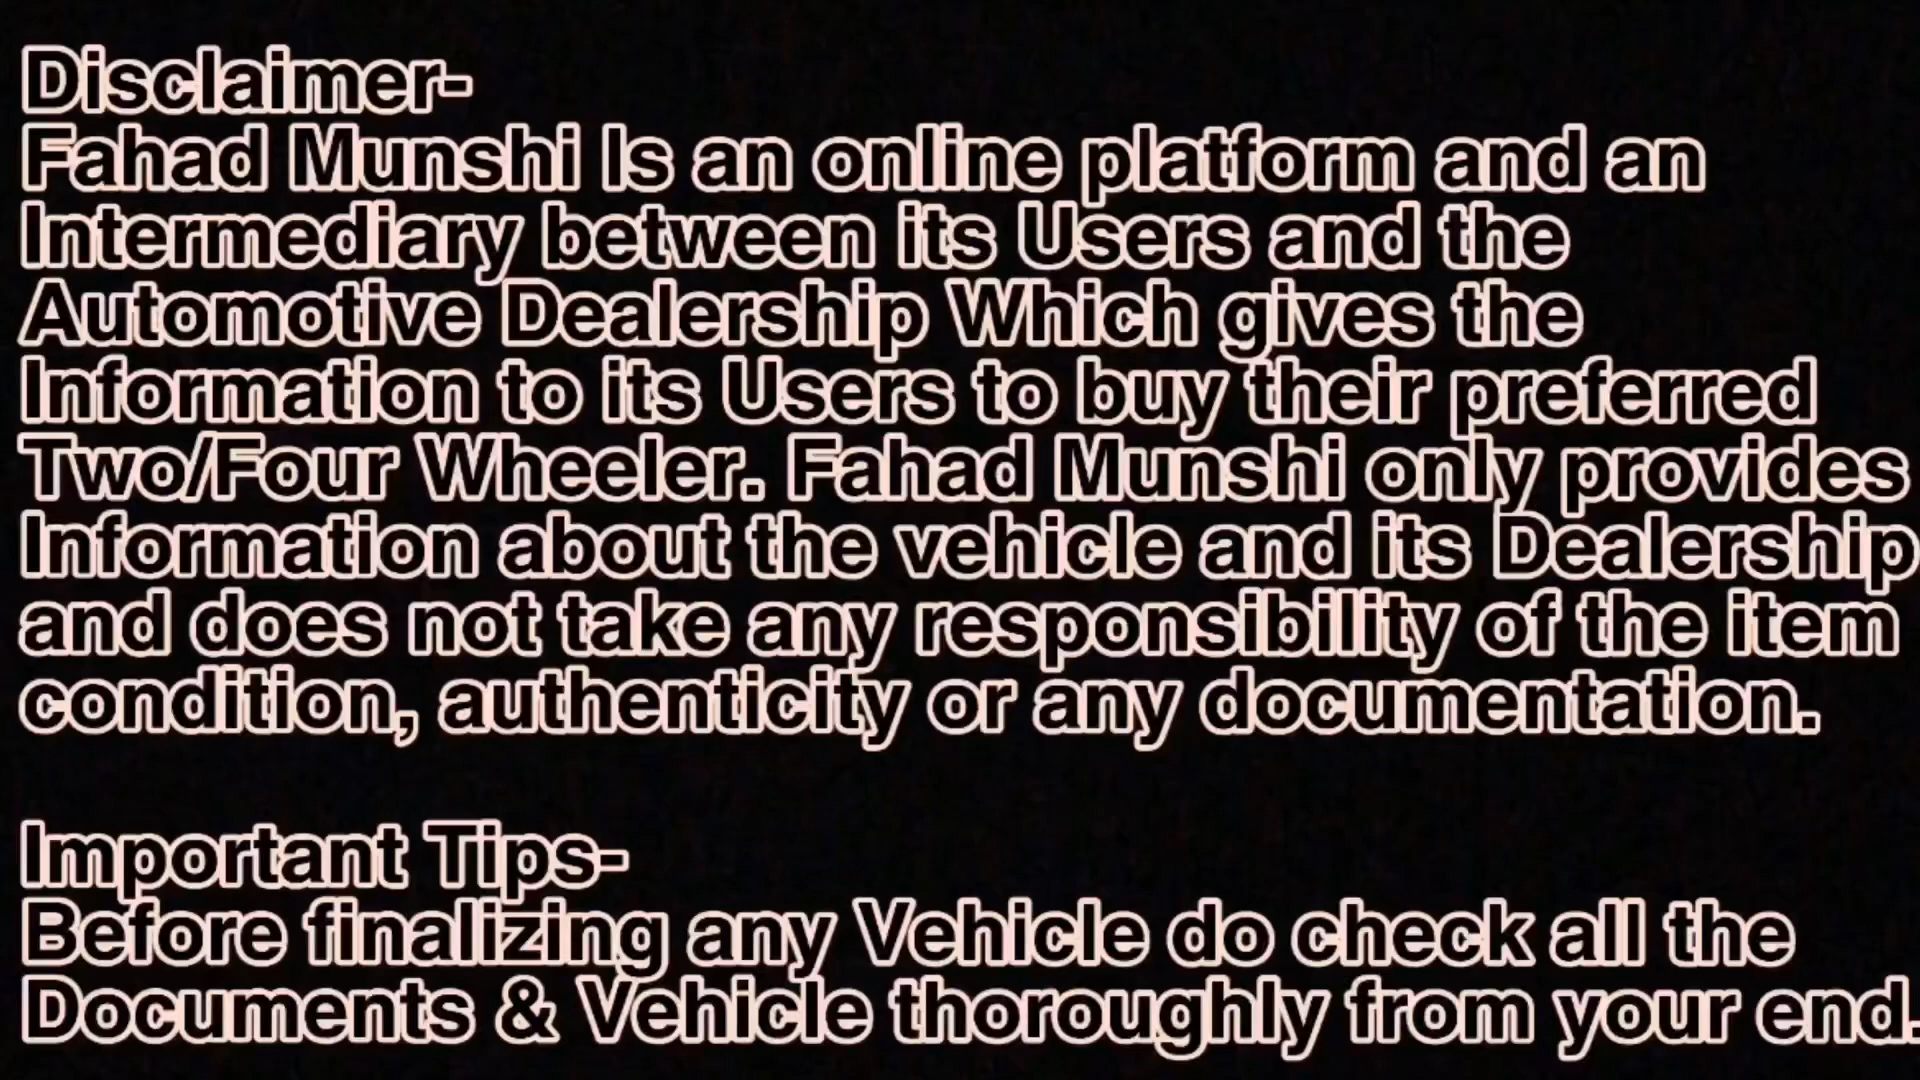 Disclaimer-
Fahad Munshi Is an online platform and an
Intermediary between its Users and the
Automotive Dealership Which gives the
Information to its Users to buy their preferred
Two/Four Wheeler. Fahad Munshi only provides
Information about the vehicle and its Dealership
and does not take any responsibility of the item
condition, authenticity or any documentation.

Important Tips-
Before finalizing any Vehicle do check all the
Documents & Vehicle thoroughly from your end.